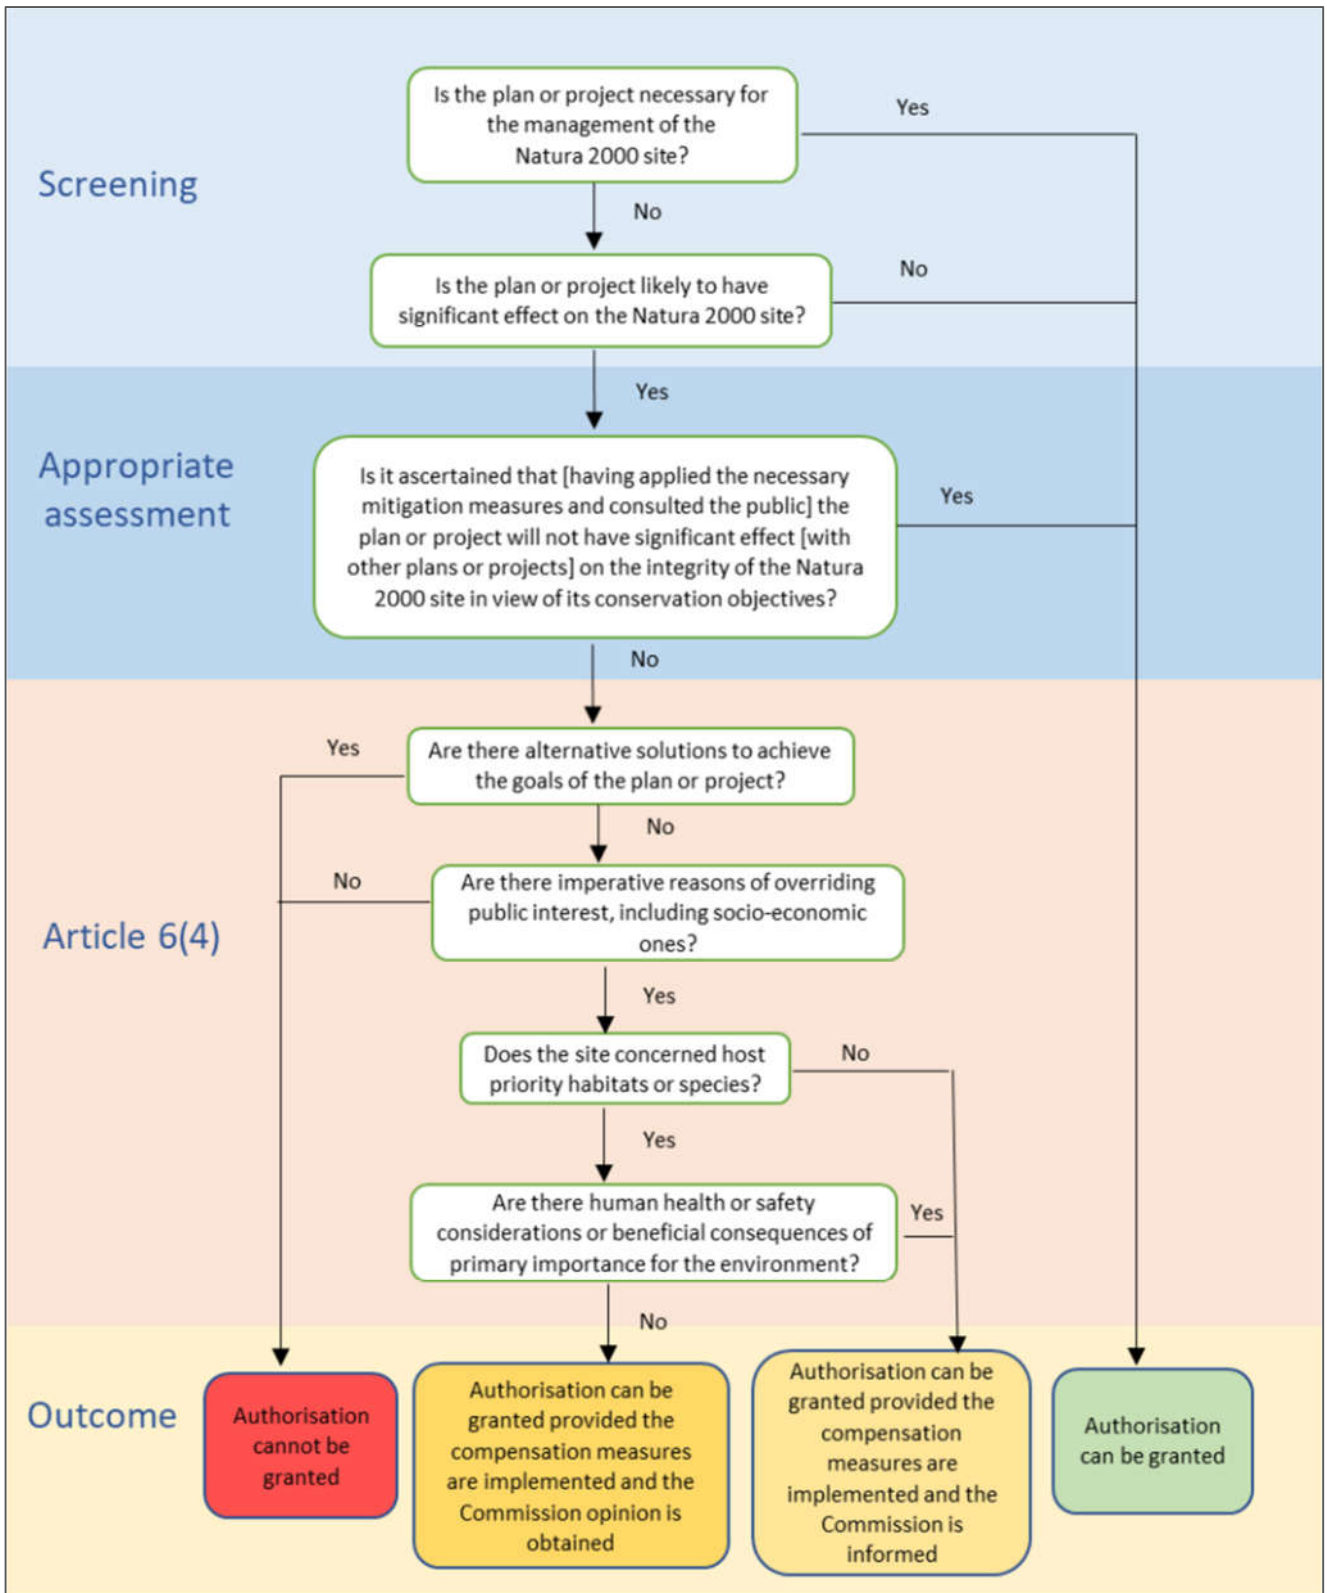 Screening
Is the plan or project necessary for
the management of the
Natura 2000 site?
Yes
No
Is the plan or project likely to have
significant effect on the Natura 2000 site?
No
Yes
Appropriate
assessment
Is it ascertained that [having applied the necessary
mitigation measures and consulted the public] the
plan or project will not have significant effect [with
other plans or projects] on the integrity of the Natura
2000 site in view of its conservation objectives?
Yes
No
Article 6(4)
Are there alternative solutions to achieve
the goals of the plan or project?
Yes
No
Are there imperative reasons of overriding
public interest, including socio-economic
ones?
No
Yes
Does the site concerned host
priority habitats or species?
No
Yes
Are there human health or safety
considerations or beneficial consequences of
primary importance for the environment?
Yes
No
Outcome
Authorisation
cannot be
granted
Authorisation can be
granted provided the
compensation measures
are implemented and the
Commission opinion is
obtained
Authorisation can be
granted provided the
compensation
measures are
implemented and the
Commission is
informed
Authorisation
can be granted